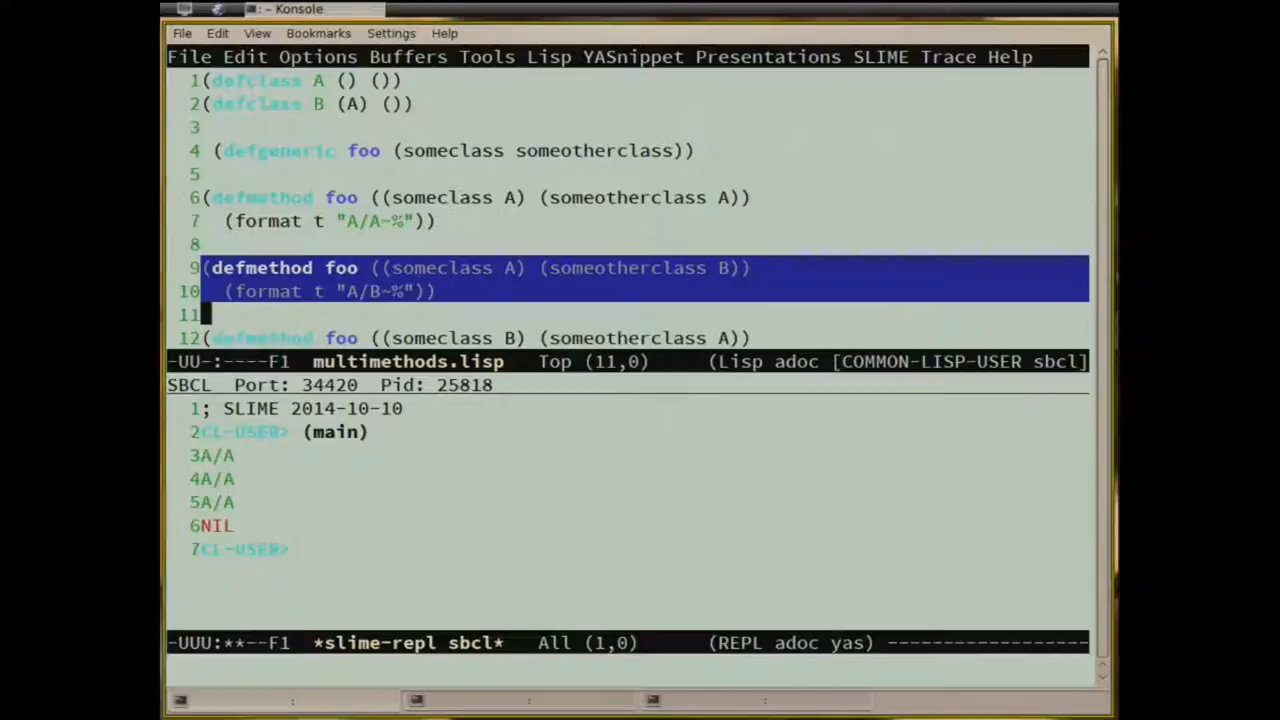 : - Konsole
File Edit View Bookmarks Settings Help
File Edit Options Buffers Tools Lisp YASnippet Presentations SLIME Trace Help
1(defclass A () ())
2(defclass B (A) ())
3
4 (defgeneric foo (someclass someotherclass))
5
6(defmethod foo ((someclass A) (someotherclass A))
7  (format t "A/A~%"))
8
9(defmethod foo ((someclass A) (someotherclass B))
10  (format t "A/B~%"))
11
12(defmethod foo ((someclass B) (someotherclass A))
-UU-:----F1  multimethods.lisp   Top (11,0)     (Lisp adoc [COMMON-LISP-USER sbcl]
SBCL  Port: 34420  Pid: 25818
1; SLIME 2014-10-10
2CL-USER> (main)
3A/A
4A/A
5A/A
6NIL
7CL-USER>
-UUU:**--F1  *slime-repl sbcl*   All (1,0)      (REPL adoc yas) ------------------
: : :